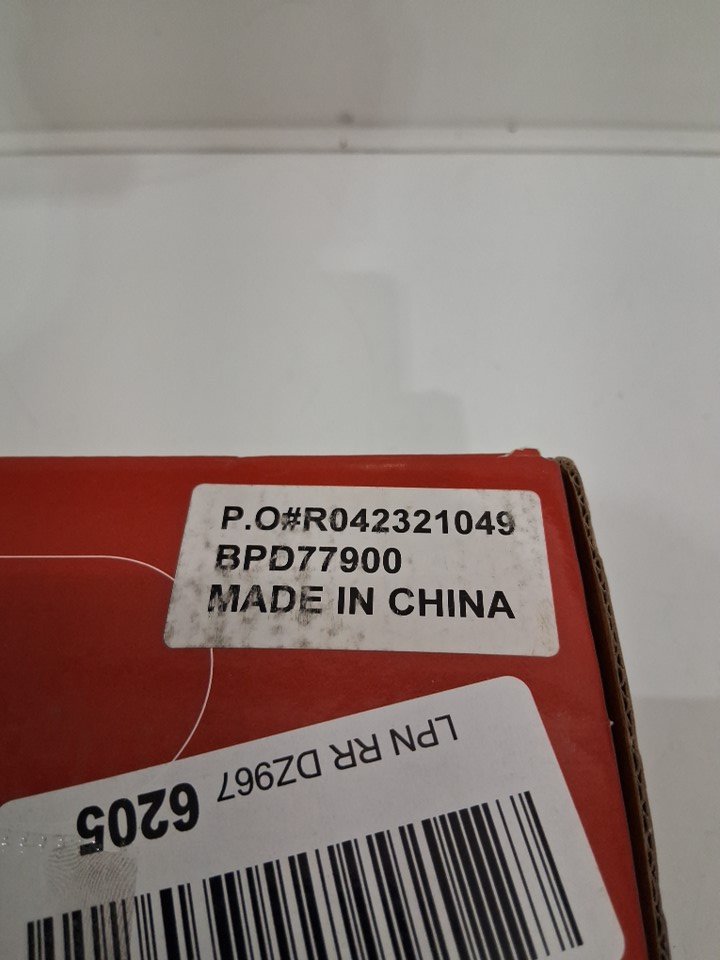 P.O#R042321049
BPD77900
MADE IN CHINA
LPN RR DZ967 6205